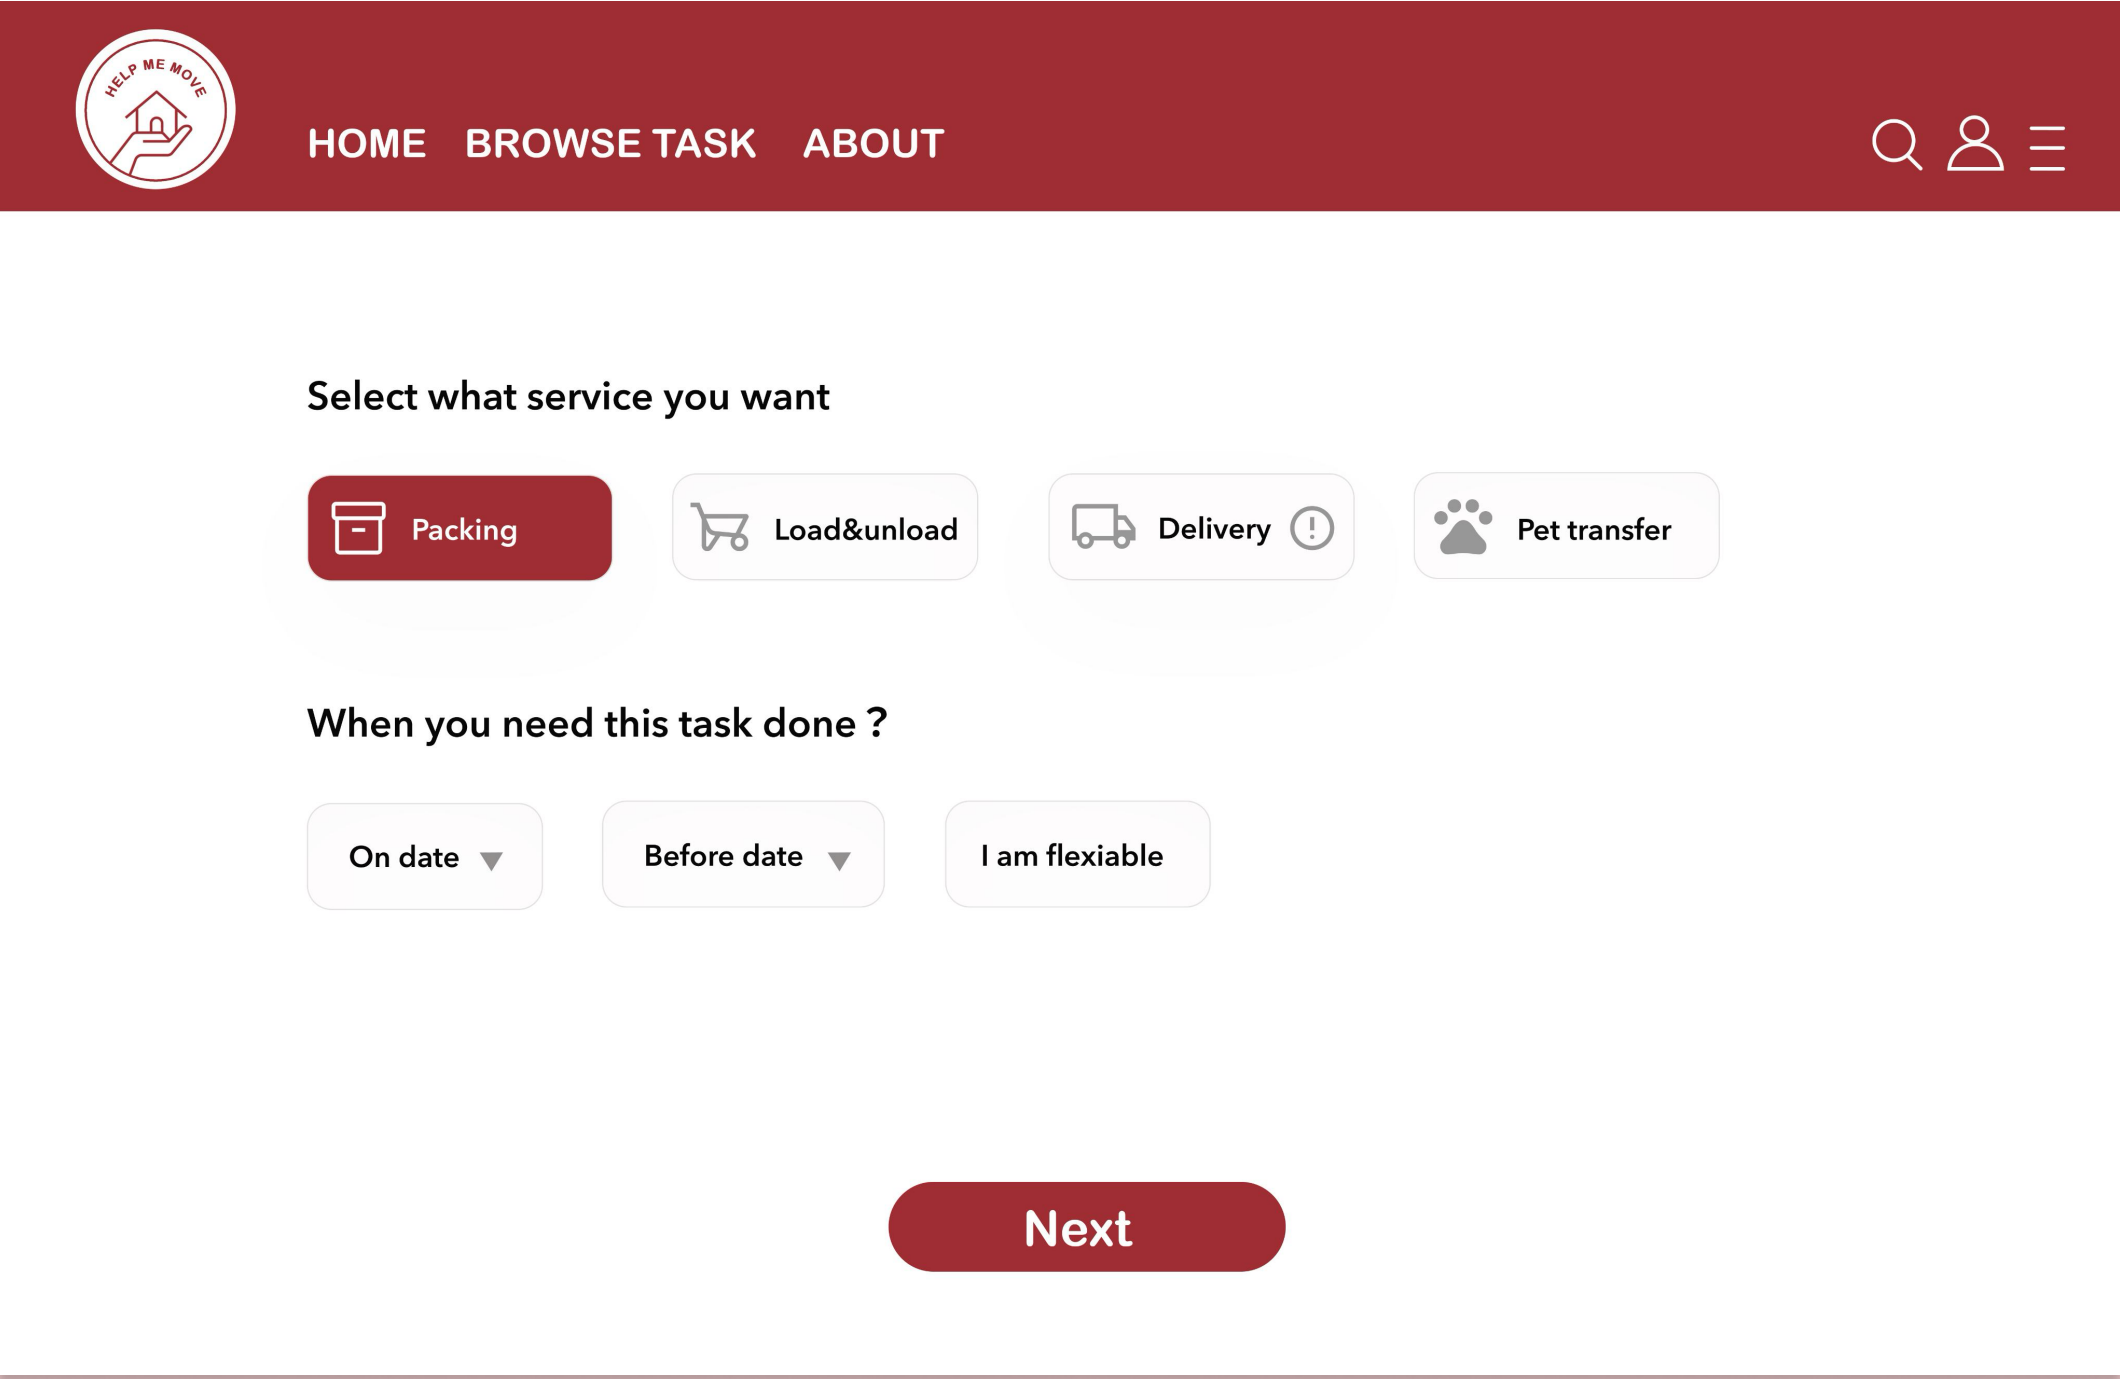 HELP ME MOVE
HOME BROWSE TASK ABOUT
Select what service you want
Packing Load&unload Delivery Pet transfer
When you need this task done ?
On date Before date I am flexiable
Next